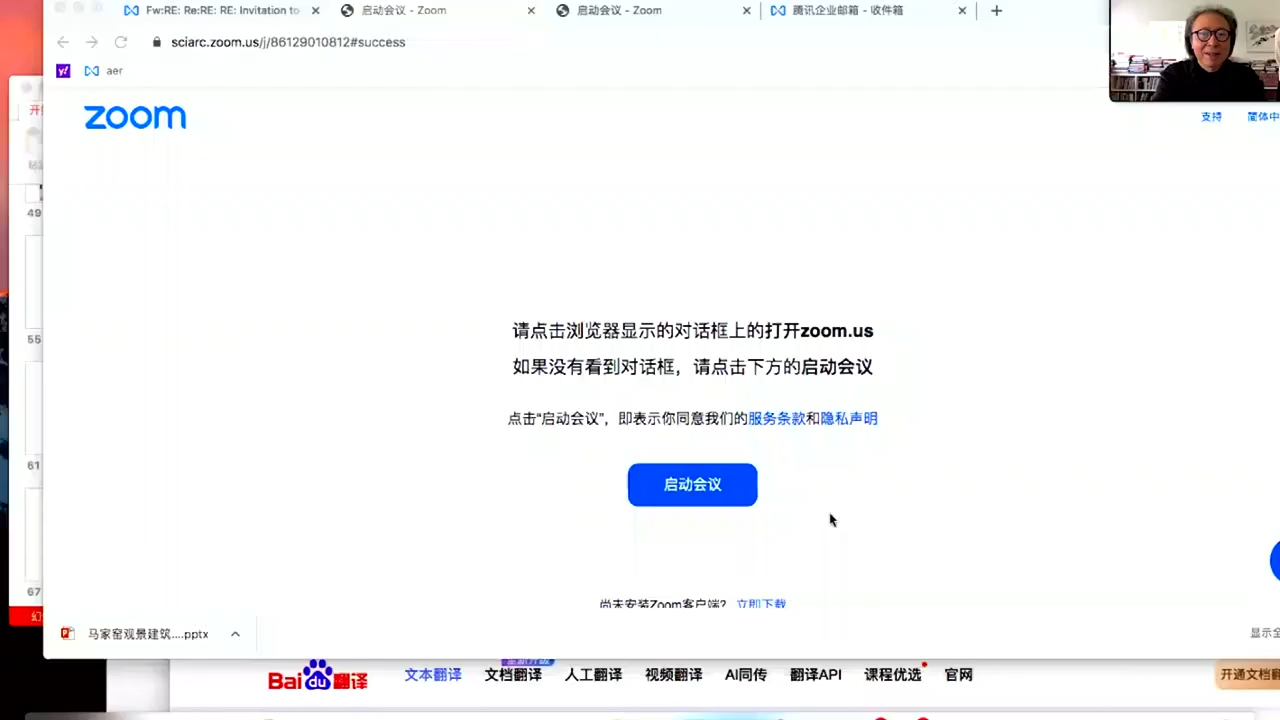 Fw:RE: Re:RE: RE: Invitation to
启动会议 - Zoom
启动会议 - Zoom
腾讯企业邮箱 - 收件箱
sciarc.zoom.us/j/86129010812#success
aer
zoom
支持
简体中
49
55
61
67
请点击浏览器显示的对话框上的打开zoom.us
如果没有看到对话框，请点击下方的启动会议
点击“启动会议”，即表示你同意我们的服务条款和隐私声明
启动会议
尚未安装Zoom客户端？ 立即下载
马家窑观景建筑....pptx
显示全
Bai du 翻译
文本翻译 文档翻译 人工翻译 视频翻译 AI同传 翻译API 课程优选 官网
开通文档翻